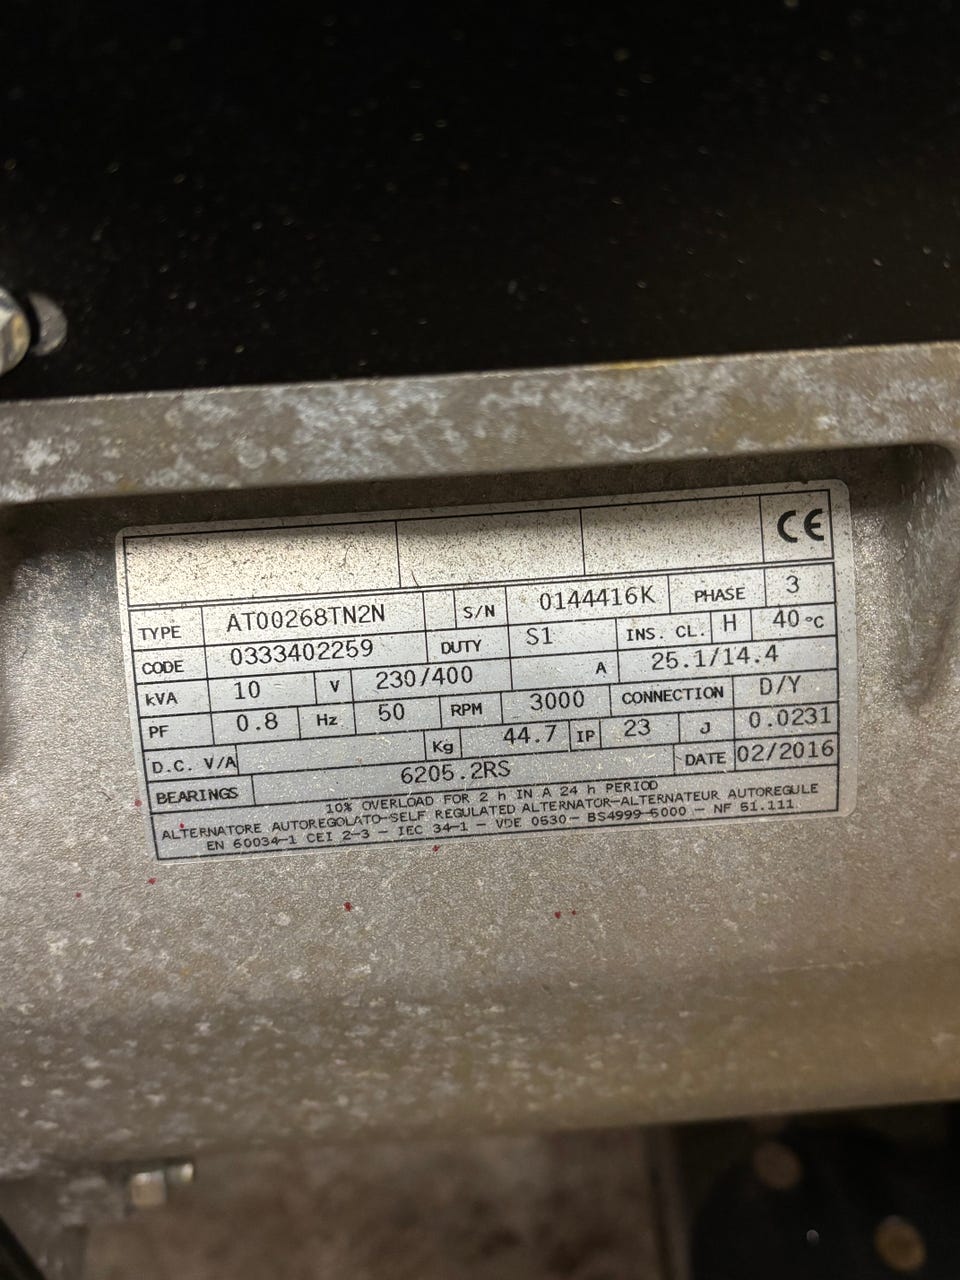 CE
TYPE AT00268TN2N S/N 0144416K PHASE 3
CODE 0333402259 DUTY S1 INS. CL. H 40°C
kVA 10 V 230/400 A 25.1/14.4
PF 0.8 Hz 50 RPM 3000 CONNECTION D/Y
D.C. V/A Kg 44.7 IP 23 J 0.0231
BEARINGS 6205.2RS DATE 02/2016
10% OVERLOAD FOR 2 h IN A 24 h PERIOD
ALTERNATORE AUTOREGOLATO-SELF REGULATED ALTERNATOR-ALTERNATEUR AUTOREGULE
EN 60034-1 CEI 2-3 - IEC 34-1 - VDE 0530- BS4999-5000 - NF 51.111